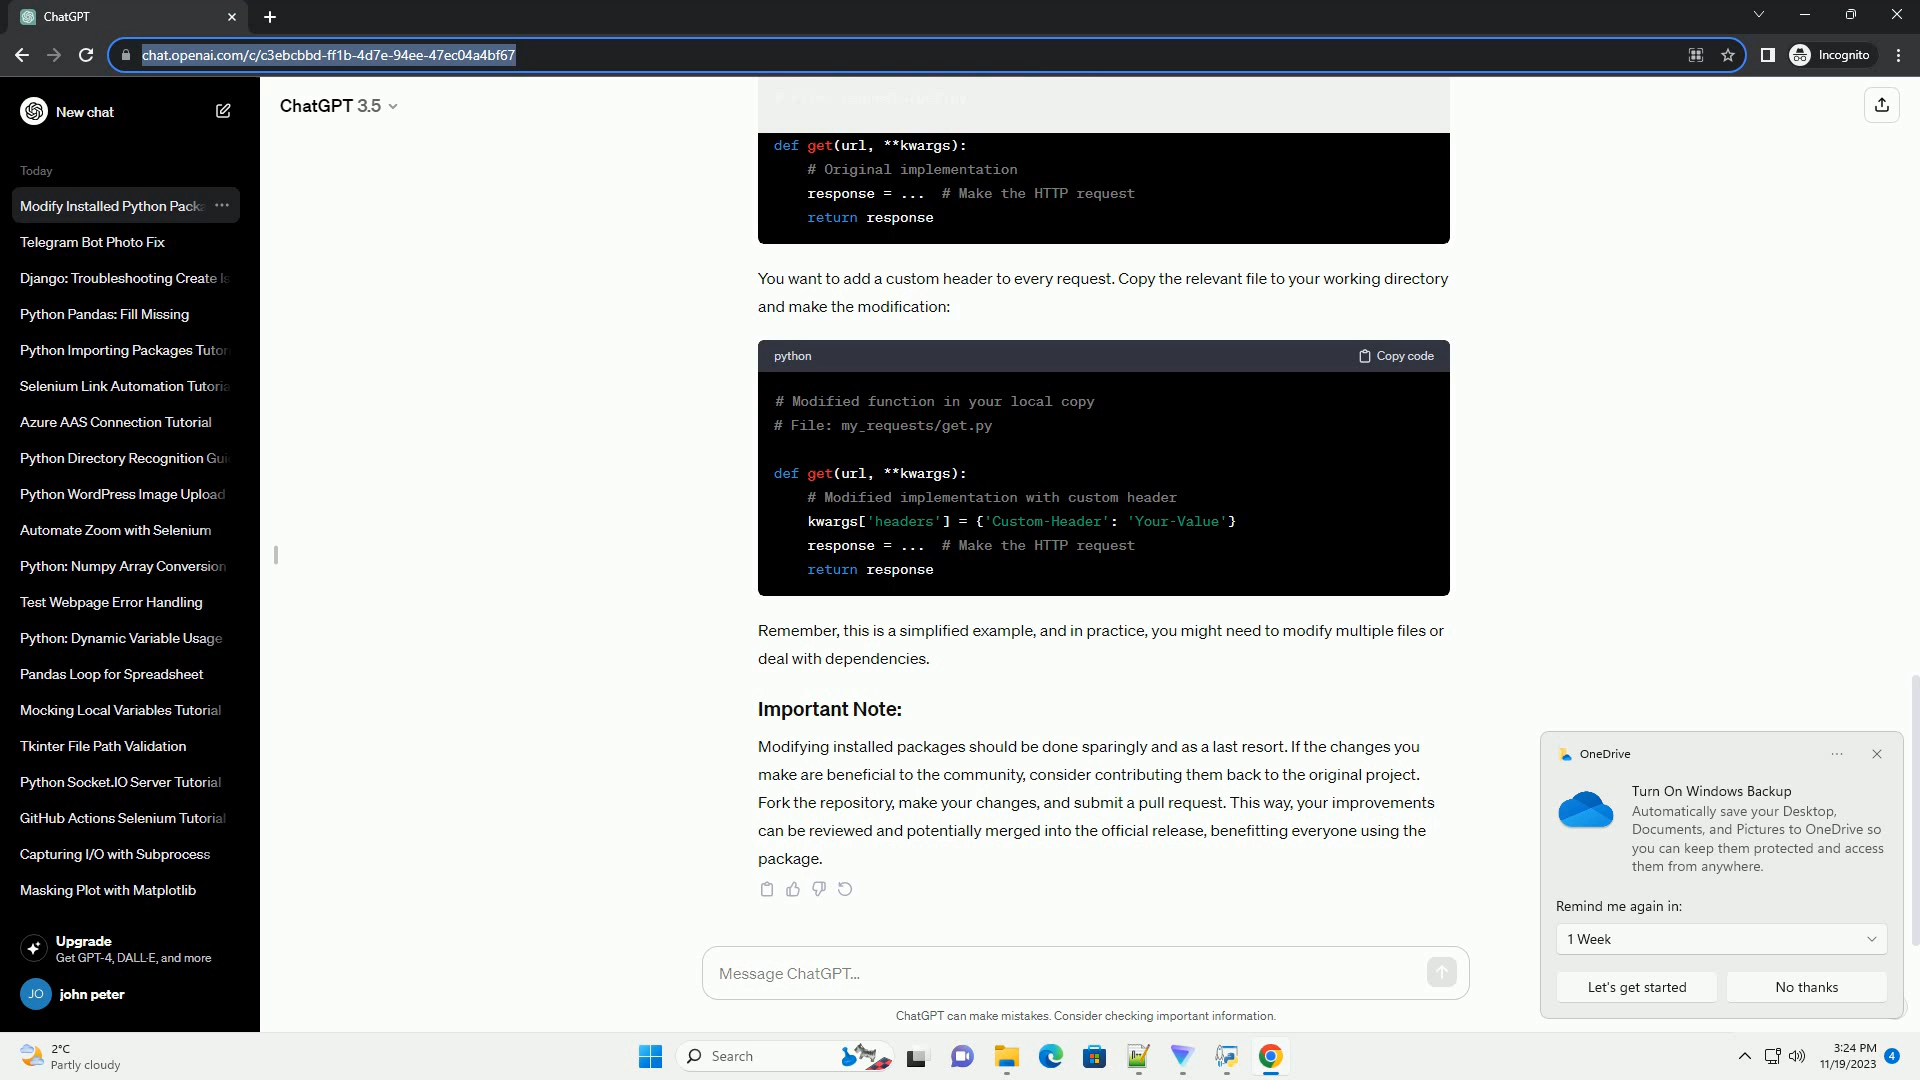 ChatGPT
chat.openai.com/c/c3ebcbbd-ff1b-4d7e-94ee-47ec04a4bf67
Incognito
New chat
Today
Modify Installed Python Pack
Telegram Bot Photo Fix
Django: Troubleshooting Create Is
Python Pandas: Fill Missing
Python Importing Packages Tutor
Selenium Link Automation Tutoria
Azure AAS Connection Tutorial
Python Directory Recognition Gui
Python WordPress Image Upload
Automate Zoom with Selenium
Python: Numpy Array Conversion
Test Webpage Error Handling
Python: Dynamic Variable Usage
Pandas Loop for Spreadsheet
Mocking Local Variables Tutorial
Tkinter File Path Validation
Python Socket.IO Server Tutorial
GitHub Actions Selenium Tutorial
Capturing I/O with Subprocess
Masking Plot with Matplotlib
Upgrade
Get GPT-4, DALL·E, and more
JO
john peter
ChatGPT 3.5
def get(url, **kwargs):
# Original implementation
response = ... # Make the HTTP request
return response
You want to add a custom header to every request. Copy the relevant file to your working directory
and make the modification:
python
Copy code
# Modified function in your local copy
# File: my_requests/get.py
def get(url, **kwargs):
# Modified implementation with custom header
kwargs['headers'] = {'Custom-Header': 'Your-Value'}
response = ... # Make the HTTP request
return response
Remember, this is a simplified example, and in practice, you might need to modify multiple files or
deal with dependencies.
Important Note:
Modifying installed packages should be done sparingly and as a last resort. If the changes you
make are beneficial to the community, consider contributing them back to the original project.
Fork the repository, make your changes, and submit a pull request. This way, your improvements
can be reviewed and potentially merged into the official release, benefitting everyone using the
package.
Message ChatGPT...
ChatGPT can make mistakes. Consider checking important information.
OneDrive
Turn On Windows Backup
Automatically save your Desktop,
Documents, and Pictures to OneDrive so
you can keep them protected and access
them from anywhere.
Remind me again in:
1 Week
Let's get started
No thanks
2°C
Partly cloudy
Search
3:24 PM
11/19/2023
4